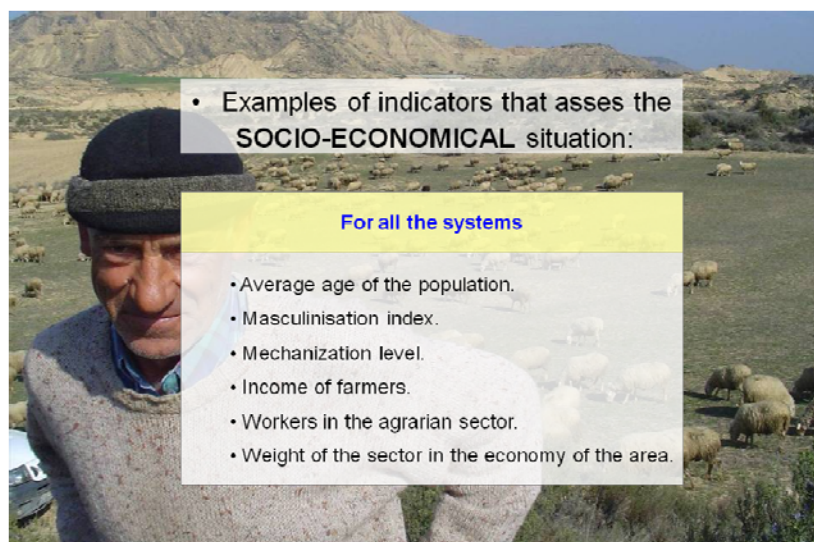 • Examples of indicators that asses the
SOCIO-ECONOMICAL situation:
For all the systems
• Average age of the population.
• Masculinisation index.
• Mechanization level.
• Income of farmers.
• Workers in the agrarian sector.
• Weight of the sector in the economy of the area.